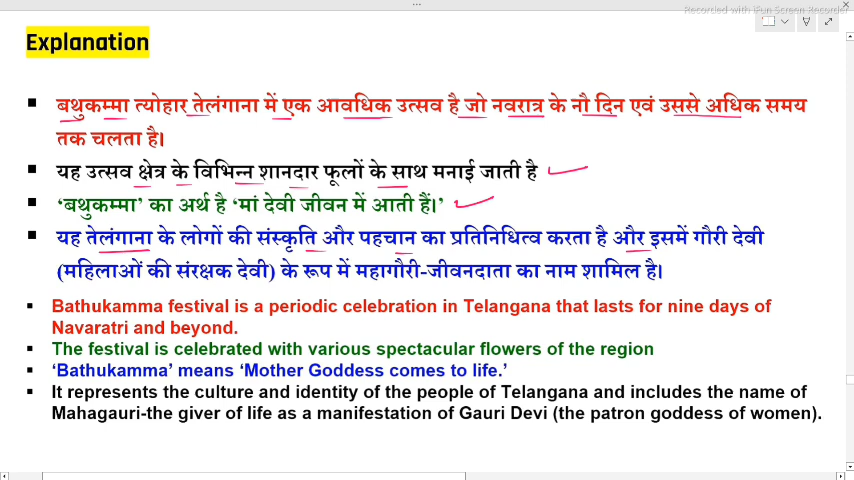 Recorded with iFun Screen Recorder
Explanation
▪ बथुकम्मा त्योहार तेलंगाना में एक आवधिक उत्सव है जो नवरात्र के नौ दिन एवं उससे अधिक समय
तक चलता है।
▪ यह उत्सव क्षेत्र के विभिन्न शानदार फूलों के साथ मनाई जाती है
▪ ‘बथुकम्मा’ का अर्थ है ‘मां देवी जीवन में आती हैं।’
▪ यह तेलंगाना के लोगों की संस्कृति और पहचान का प्रतिनिधित्व करता है और इसमें गौरी देवी
(महिलाओं की संरक्षक देवी) के रूप में महागौरी-जीवनदाता का नाम शामिल है।
▪ Bathukamma festival is a periodic celebration in Telangana that lasts for nine days of
Navaratri and beyond.
▪ The festival is celebrated with various spectacular flowers of the region
▪ ‘Bathukamma’ means ‘Mother Goddess comes to life.’
▪ It represents the culture and identity of the people of Telangana and includes the name of
Mahagauri-the giver of life as a manifestation of Gauri Devi (the patron goddess of women).